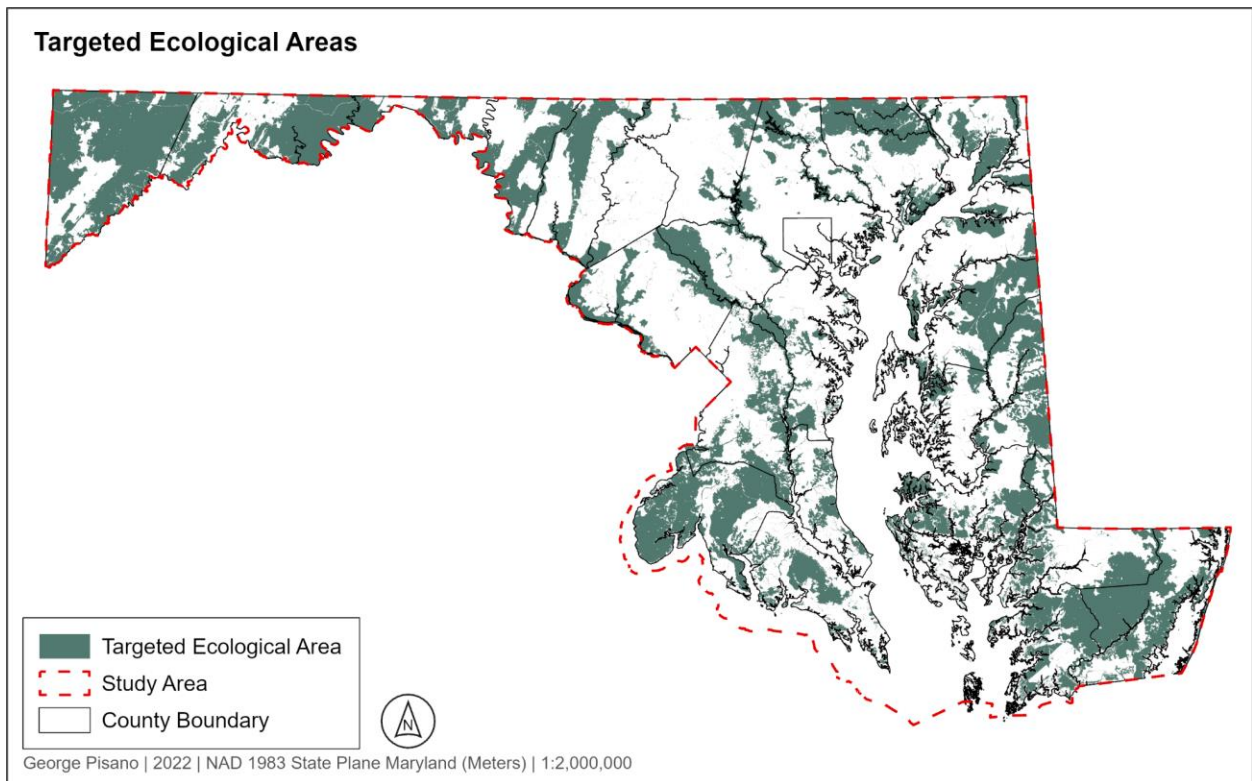 Targeted Ecological Areas
Targeted Ecological Area
Study Area
County Boundary
N
George Pisano | 2022 | NAD 1983 State Plane Maryland (Meters) | 1:2,000,000